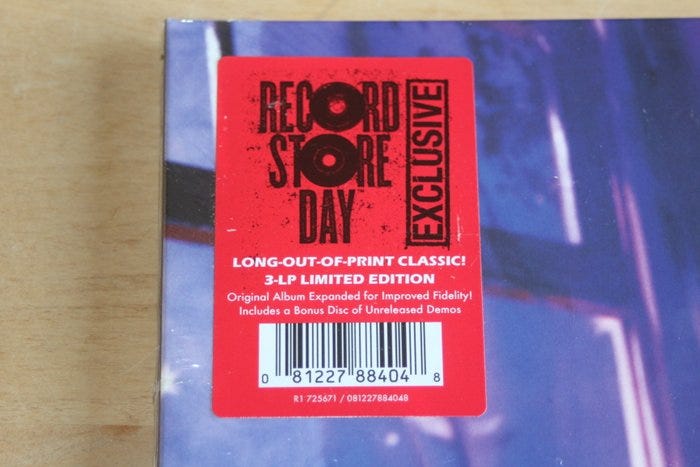 RECORD
STORE
DAY
EXCLUSIVE
LONG-OUT-OF-PRINT CLASSIC!
3-LP LIMITED EDITION
Original Album Expanded for Improved Fidelity!
Includes a Bonus Disc of Unreleased Demos
0 81227 88404 8
R1 725671 / 081227884048